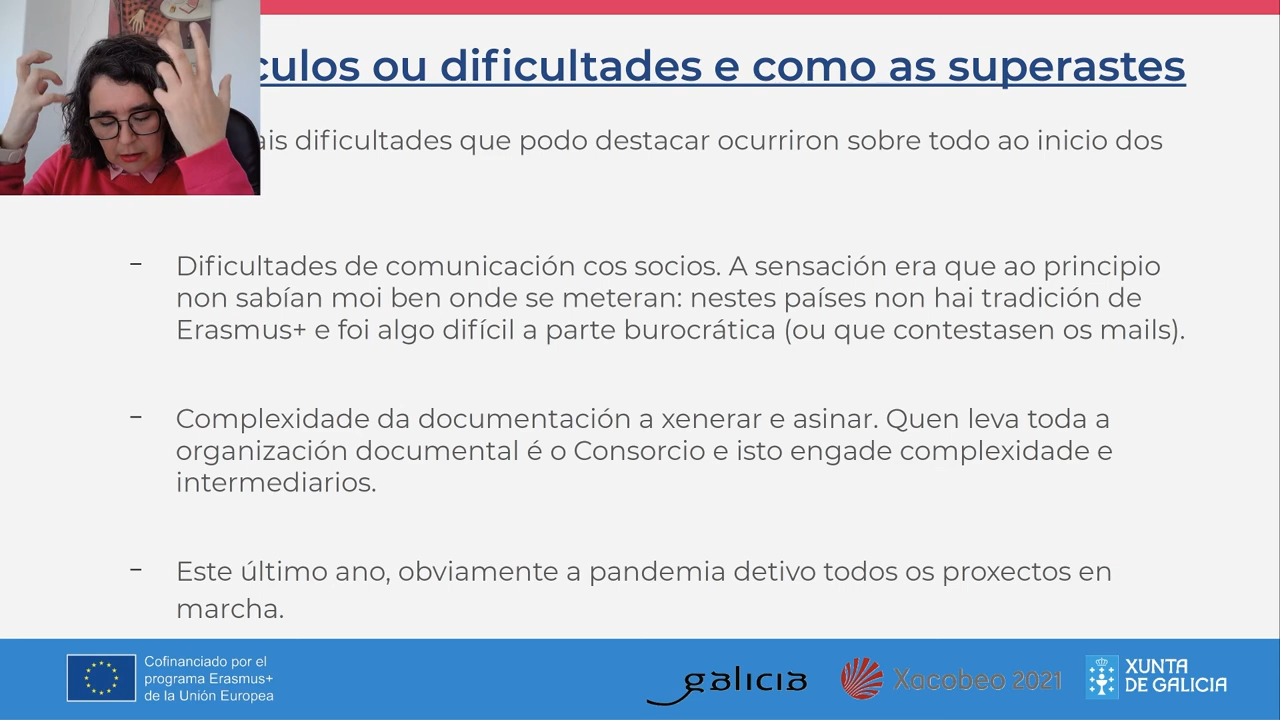 culos ou dificultades e como as superastes
ais dificultades que podo destacar ocurriron sobre todo ao inicio dos
– Dificultades de comunicación cos socios. A sensación era que ao principio
non sabían moi ben onde se meteran: nestes países non hai tradición de
Erasmus+ e foi algo difícil a parte burocrática (ou que contestasen os mails).
– Complexidade da documentación a xenerar e asinar. Quen leva toda a
organización documental é o Consorcio e isto engade complexidade e
intermediarios.
– Este último ano, obviamente a pandemia detivo todos os proxectos en
marcha.
Cofinanciado por el
programa Erasmus+
de la Unión Europea
galicia
Xacobeo 2021
XUNTA
DE GALICIA